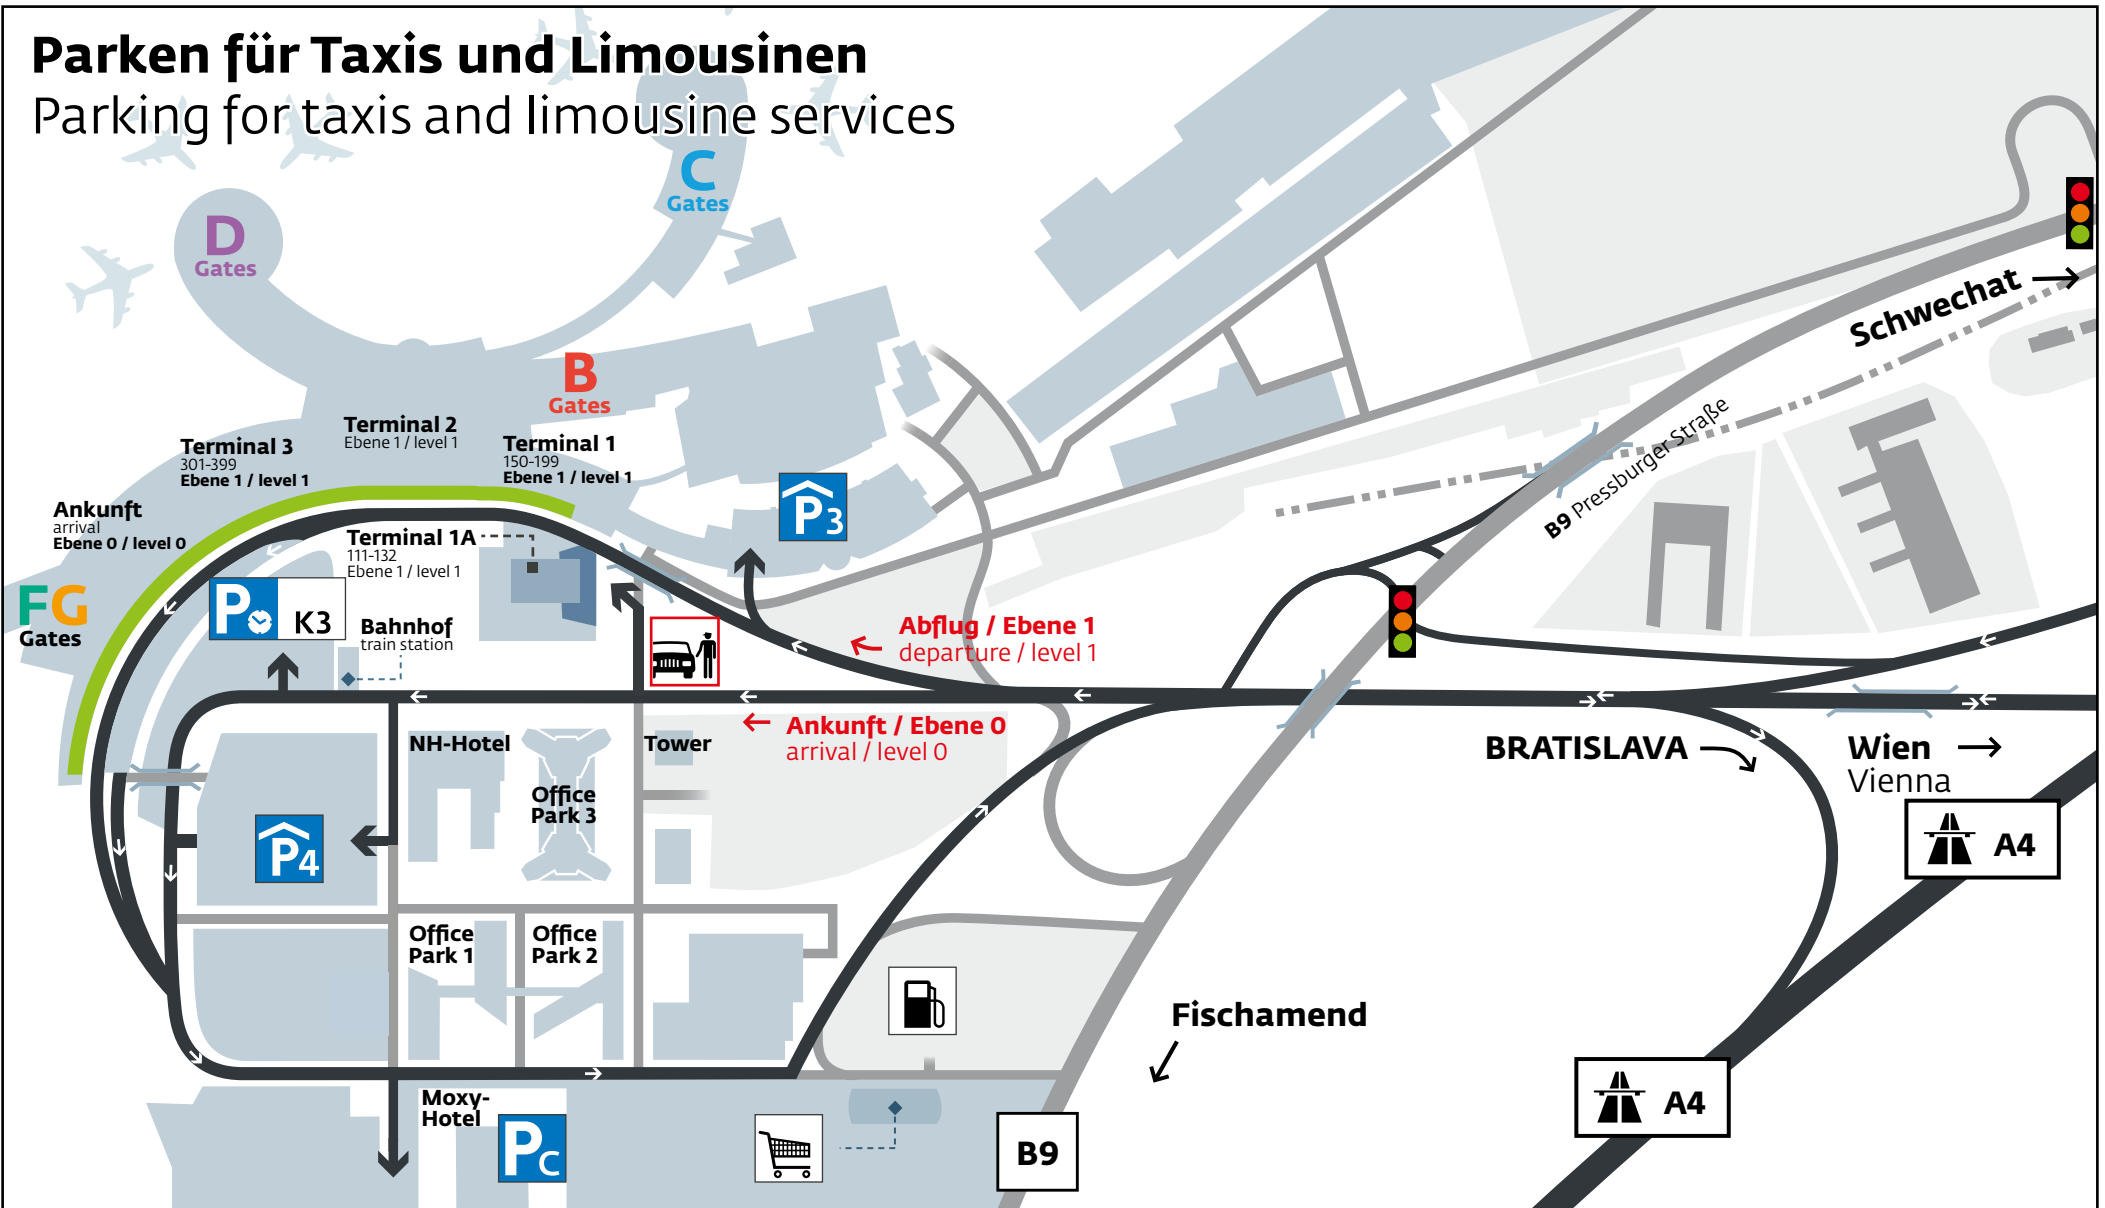 Parken für Taxis und Limousinen
Parking for taxis and limousine services
C
Gates
D
Gates
B
Gates
Terminal 2
Ebene 1 / level 1
Terminal 3
301-399
Ebene 1 / level 1
Terminal 1
150-199
Ebene 1 / level 1
Ankunft
arrival
Ebene 0 / level 0
Terminal 1A
111-132
Ebene 1 / level 1
P3
FG
Gates
P K3
Bahnhof
train station
Abflug / Ebene 1
departure / level 1
Ankunft / Ebene 0
arrival / level 0
Schwechat
B9 Pressburger Straße
NH-Hotel
Tower
Office
Park 3
P4
BRATISLAVA
Wien
Vienna
A4
Office
Park 1
Office
Park 2
Fischamend
A4
Moxy-
Hotel
PC
B9